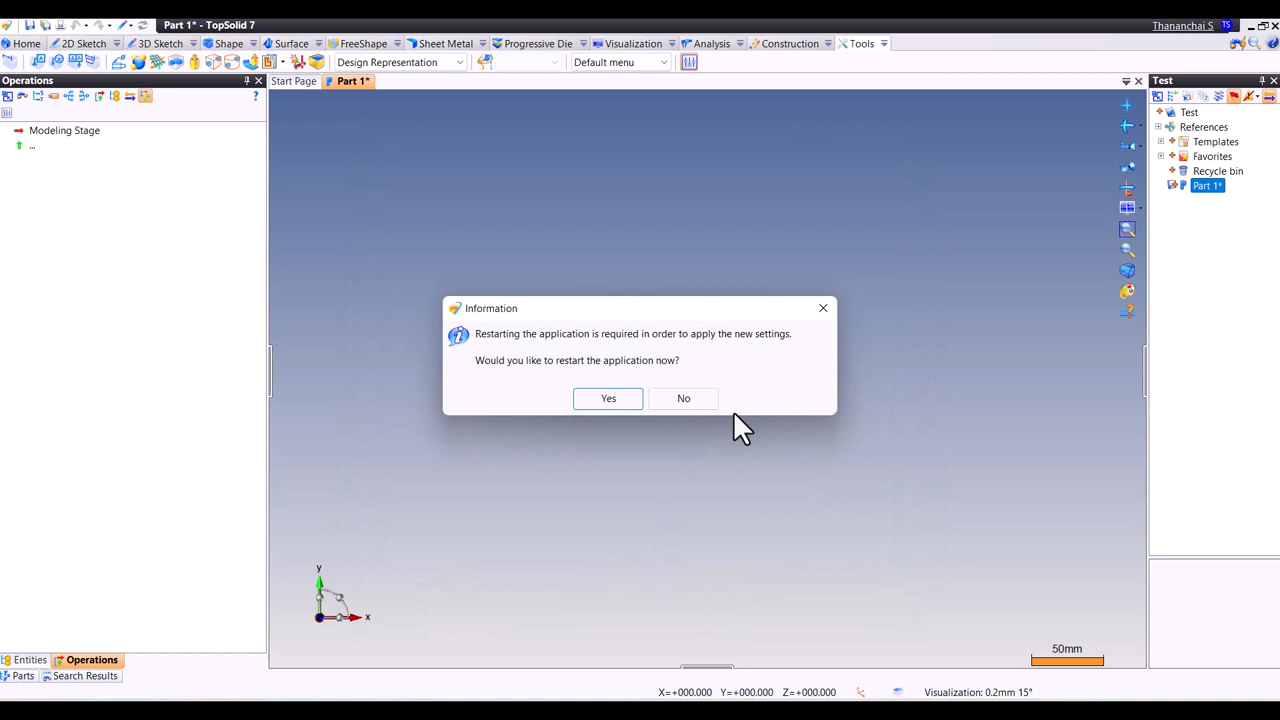 Part 1* - TopSolid 7
Thananchai S
TS
Home
2D Sketch
3D Sketch
Shape
Surface
FreeShape
Sheet Metal
Progressive Die
Visualization
Analysis
Construction
Tools
Design Representation
Default menu
Operations
Start Page
Part 1*
Test
?
Modeling Stage
...
Test
References
Templates
Favorites
Recycle bin
Part 1*
Information
Restarting the application is required in order to apply the new settings.
Would you like to restart the application now?
Yes
No
y
x
50mm
Entities
Operations
Parts
Search Results
X=+000.000 Y=+000.000 Z=+000.000
Visualization: 0.2mm 15°